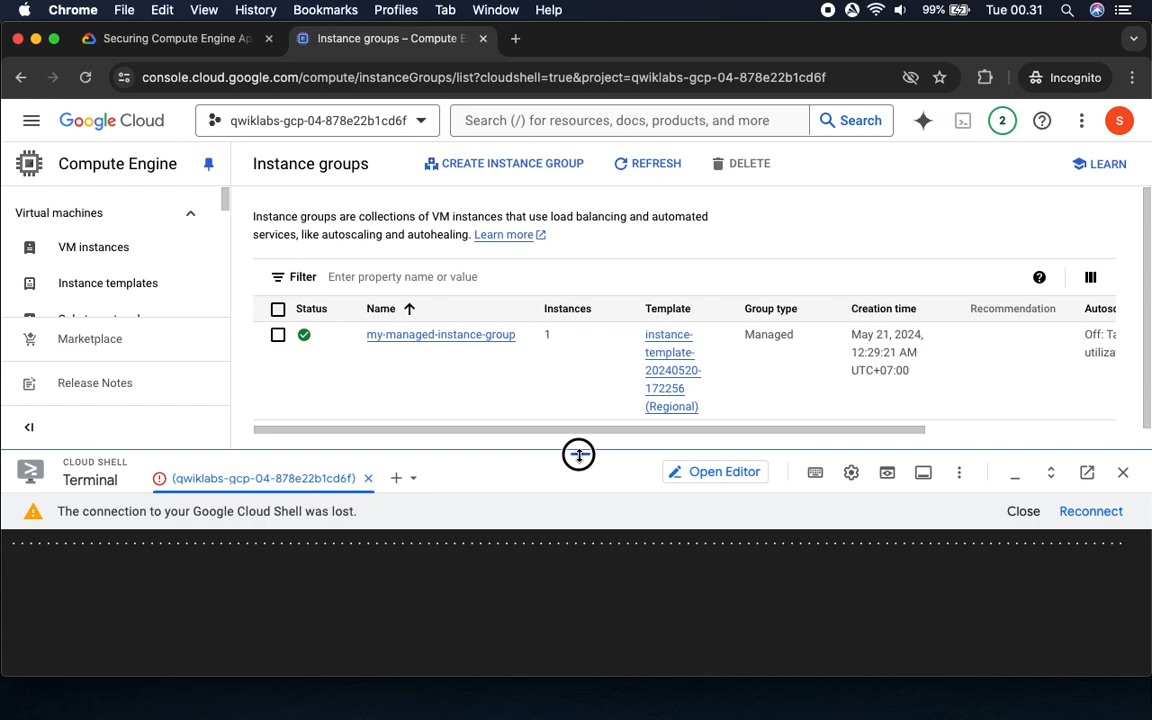 Chrome File Edit View History Bookmarks Profiles Tab Window Help 99% Tue 00.31
Securing Compute Engine Ap Instance groups – Compute E
console.cloud.google.com/compute/instanceGroups/list?cloudshell=true&project=qwiklabs-gcp-04-878e22b1cd6f Incognito
Google Cloud qwiklabs-gcp-04-878e22b1cd6f Search (/) for resources, docs, products, and more Search 2 S
Compute Engine Instance groups CREATE INSTANCE GROUP REFRESH DELETE LEARN
Virtual machines
VM instances
Instance templates
Marketplace
Release Notes
Instance groups are collections of VM instances that use load balancing and automated
services, like autoscaling and autohealing. Learn more
Filter Enter property name or value
Status Name Instances Template Group type Creation time Recommendation Autosc
my-managed-instance-group 1 instance- Managed May 21, 2024, Off: Ta
template- 12:29:21 AM utiliza
20240520- UTC+07:00
172256
(Regional)
CLOUD SHELL
Terminal (qwiklabs-gcp-04-878e22b1cd6f) Open Editor
The connection to your Google Cloud Shell was lost. Close Reconnect